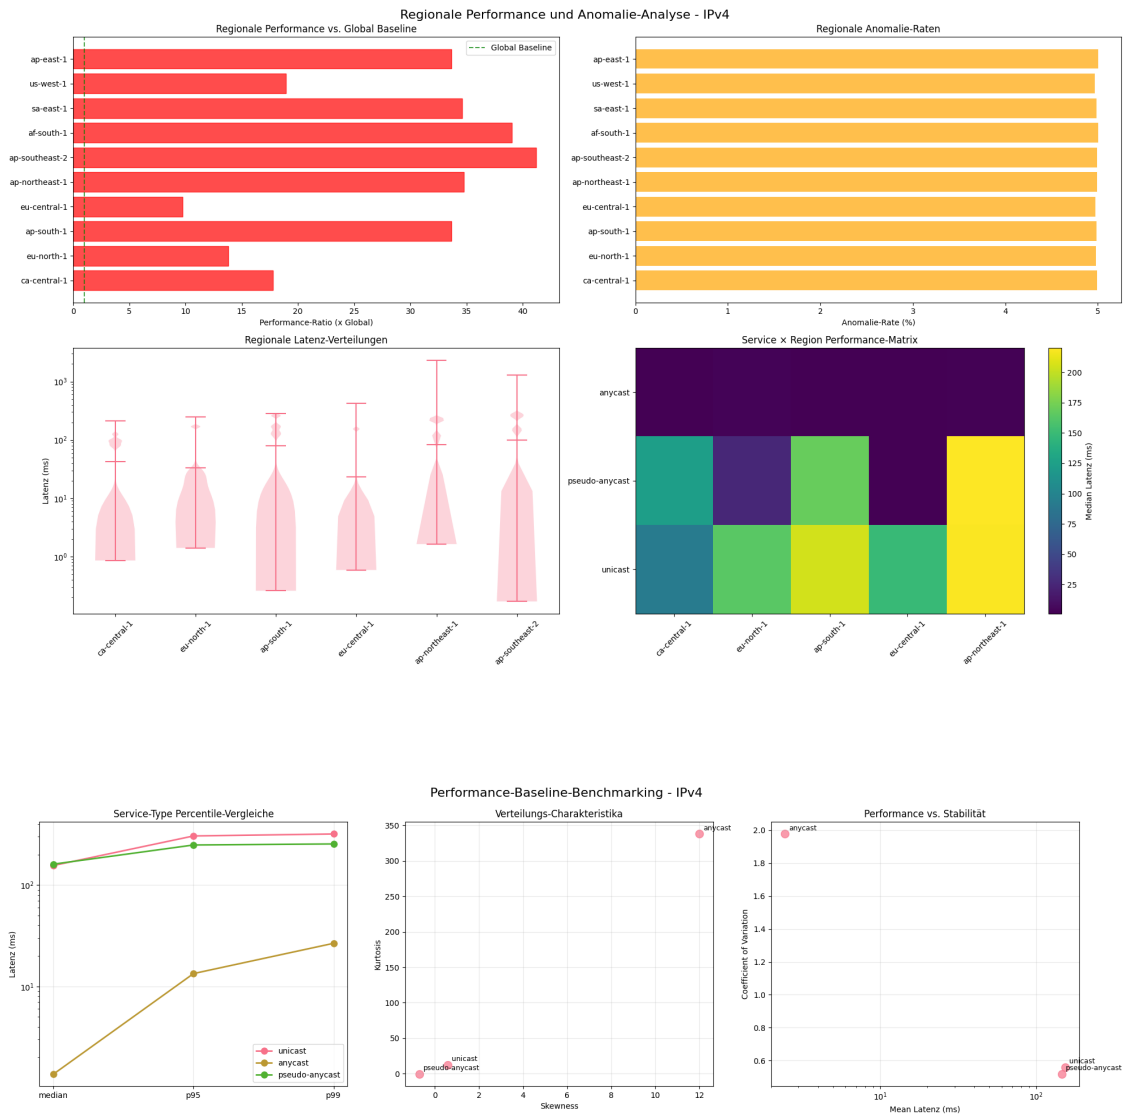 Regionale Performance und Anomalie-Analyse - IPv4
Regionale Performance vs. Global Baseline
Global Baseline
ap-east-1
us-west-1
sa-east-1
af-south-1
ap-southeast-2
ap-northeast-1
eu-central-1
ap-south-1
eu-north-1
ca-central-1
0 5 10 15 20 25 30 35 40
Performance-Ratio (x Global)
Regionale Anomalie-Raten
ap-east-1
us-west-1
sa-east-1
af-south-1
ap-southeast-2
ap-northeast-1
eu-central-1
ap-south-1
eu-north-1
ca-central-1
0 1 2 3 4 5
Anomalie-Rate (%)
Regionale Latenz-Verteilungen
Latenz (ms)
10³
10²
10¹
10⁰
ca-central-1 eu-north-1 ap-south-1 eu-central-1 ap-northeast-1 ap-southeast-2
Service × Region Performance-Matrix
anycast
pseudo-anycast
unicast
ca-central-1 eu-north-1 ap-south-1 eu-central-1 ap-northeast-1
200
175
150
125
100
75
50
25
Median Latenz (ms)
Performance-Baseline-Benchmarking - IPv4
Service-Type Percentile-Vergleiche
Latenz (ms)
10²
10¹
unicast
anycast
pseudo-anycast
median p95 p99
Verteilungs-Charakteristika
Kurtosis
350
300
250
200
150
100
50
0
anycast
unicast
pseudo-anycast
0 2 4 6 8 10 12
Skewness
Performance vs. Stabilität
Coefficient of Variation
2.0
1.8
1.6
1.4
1.2
1.0
0.8
0.6
anycast
unicast
pseudo-anycast
10¹ 10²
Mean Latenz (ms)